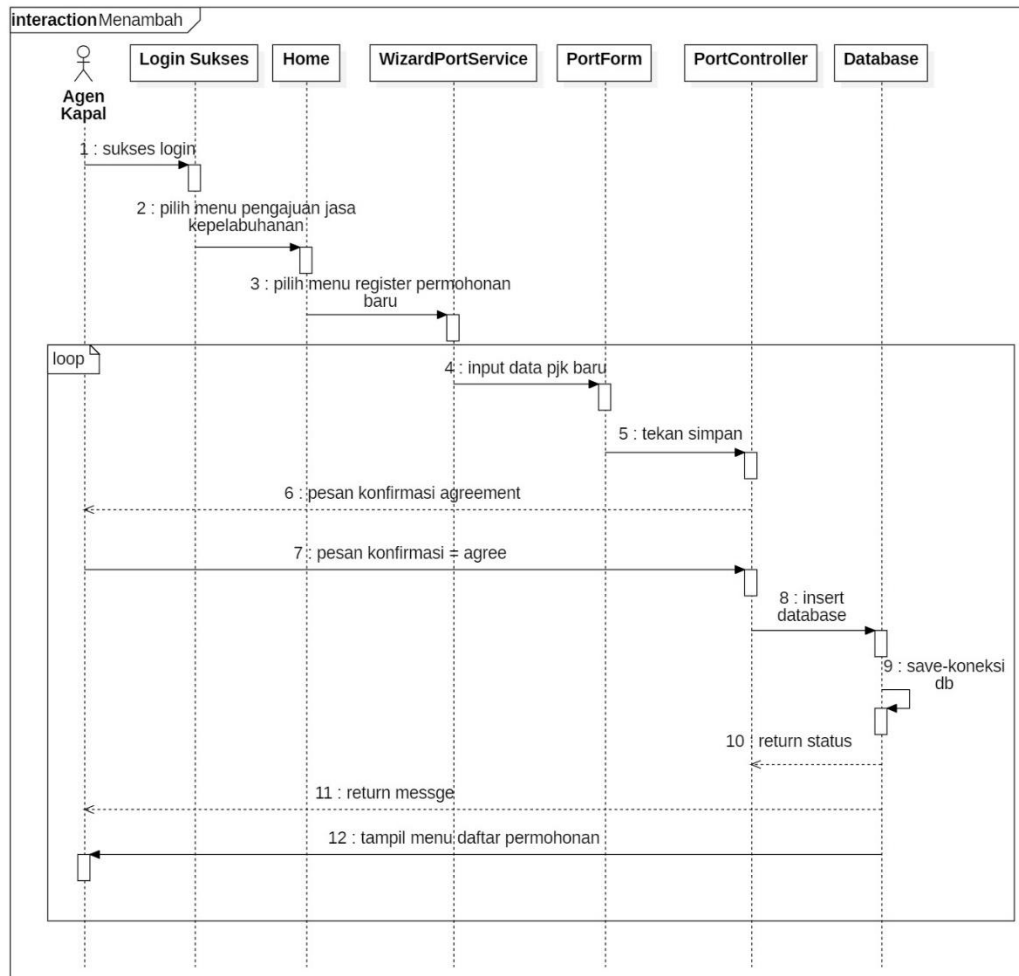 interaction Menambah
Agen
Kapal
Login Sukses
Home
WizardPortService
PortForm
PortController
Database
1 : sukses login
2 : pilih menu pengajuan jasa
kepelabuhanan
3 : pilih menu register permohonan
baru
loop
4 : input data pjk baru
5 : tekan simpan
6 : pesan konfirmasi agreement
7 : pesan konfirmasi = agree
8 : insert
database
9 : save-koneksi
db
10 : return status
11 : return messge
12 : tampil menu daftar permohonan